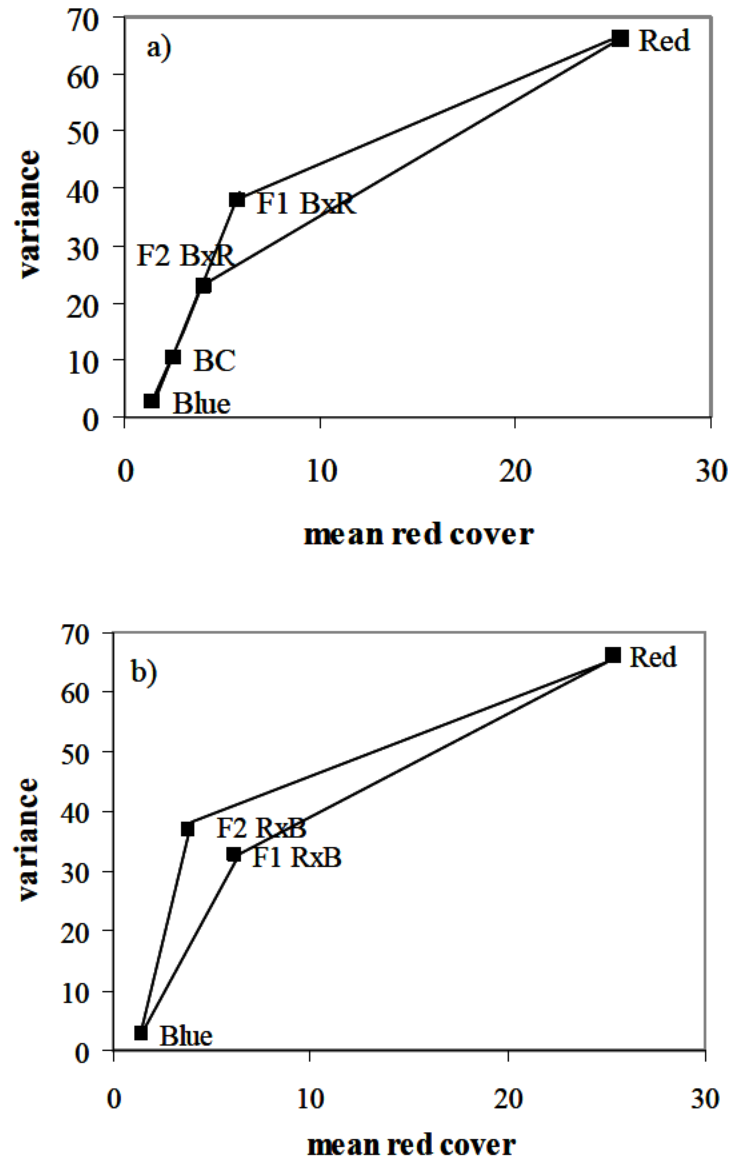 70
a)
Red
60
50
variance
40
F1 BxR
30
F2 BxR
20
10
BC
Blue
0
0 10 20 30
mean red cover
70
b)
Red
60
50
variance
40
F2 RxB
F1 RxB
30
20
10
Blue
0
0 10 20 30
mean red cover